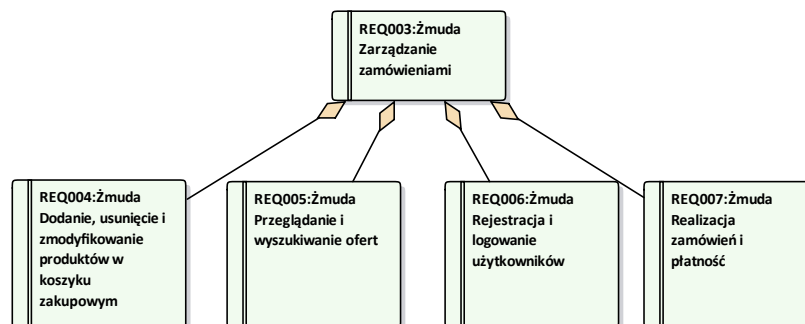 REQ003:Żmuda
Zarządzanie
zamówieniami
REQ004:Żmuda
Dodanie, usunięcie i
zmodyfikowanie
produktów w
koszyku
zakupowym
REQ005:Żmuda
Przeglądanie i
wyszukiwanie ofert
REQ006:Żmuda
Rejestracja i
logowanie
użytkowników
REQ007:Żmuda
Realizacja
zamówień i
płatność